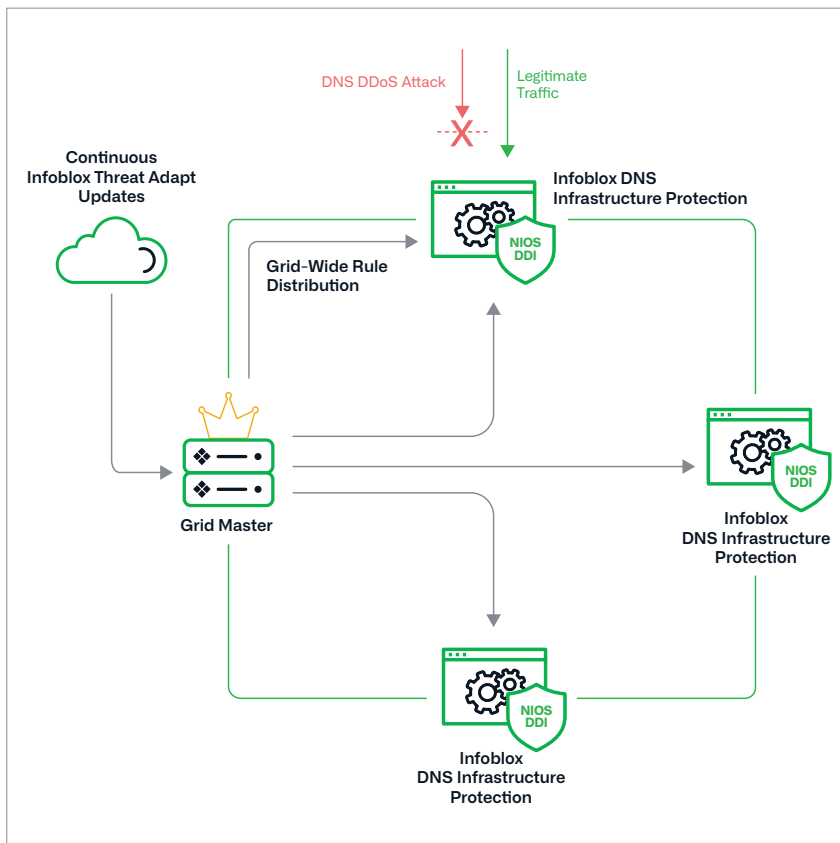 DNS DDoS Attack
Legitimate
Traffic
X
Continuous
Infoblox Threat Adapt
Updates
Infoblox DNS
Infrastructure Protection
NIOS
DDI
Grid-Wide Rule
Distribution
Grid Master
NIOS
DDI
Infoblox
DNS Infrastructure
Protection
NIOS
DDI
Infoblox
DNS Infrastructure
Protection